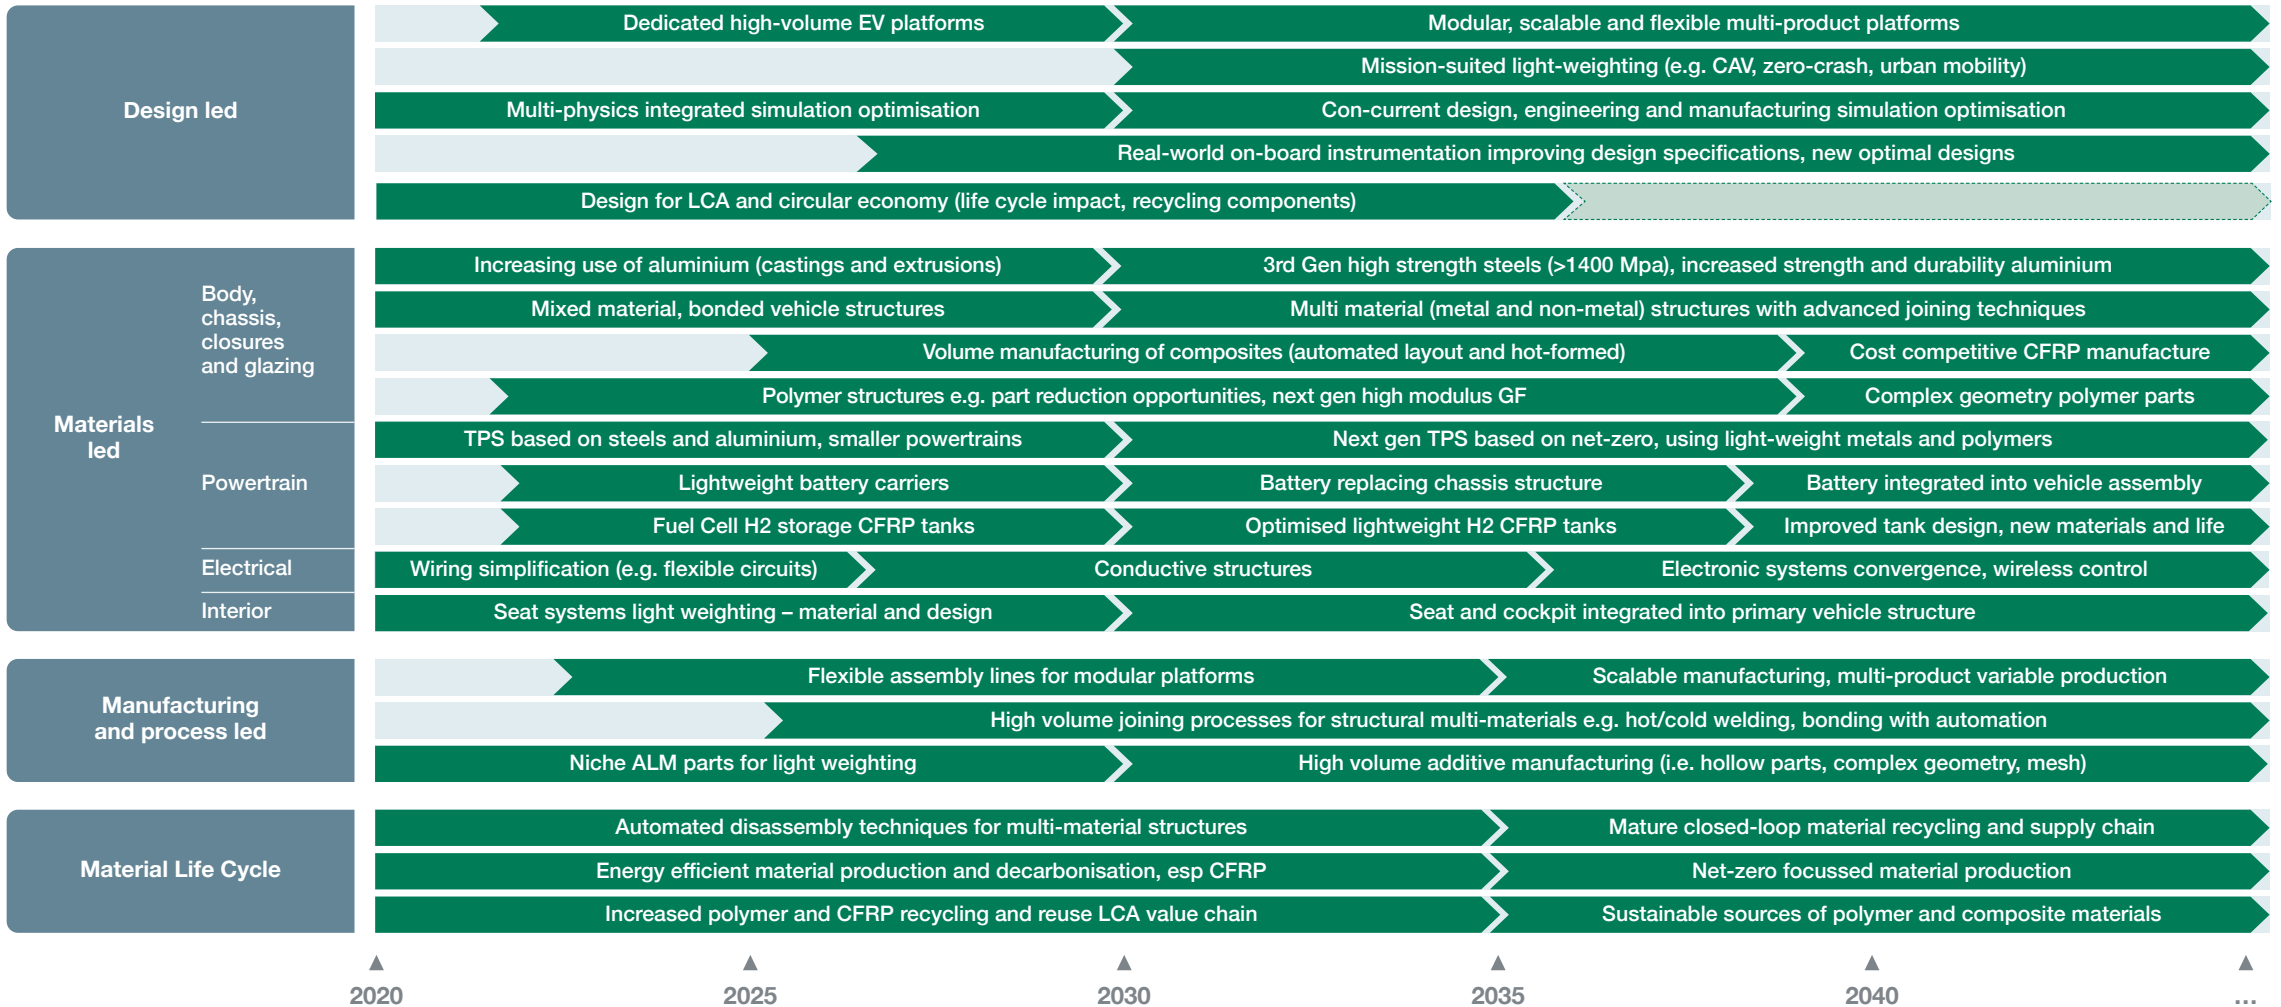 Design led
Dedicated high-volume EV platforms
Modular, scalable and flexible multi-product platforms
Mission-suited light-weighting (e.g. CAV, zero-crash, urban mobility)
Multi-physics integrated simulation optimisation
Con-current design, engineering and manufacturing simulation optimisation
Real-world on-board instrumentation improving design specifications, new optimal designs
Design for LCA and circular economy (life cycle impact, recycling components)
Materials
led
Body,
chassis,
closures
and glazing
Increasing use of aluminium (castings and extrusions)
3rd Gen high strength steels (>1400 Mpa), increased strength and durability aluminium
Mixed material, bonded vehicle structures
Multi material (metal and non-metal) structures with advanced joining techniques
Volume manufacturing of composites (automated layout and hot-formed)
Cost competitive CFRP manufacture
Polymer structures e.g. part reduction opportunities, next gen high modulus GF
Complex geometry polymer parts
Powertrain
TPS based on steels and aluminium, smaller powertrains
Next gen TPS based on net-zero, using light-weight metals and polymers
Lightweight battery carriers
Battery replacing chassis structure
Battery integrated into vehicle assembly
Fuel Cell H2 storage CFRP tanks
Optimised lightweight H2 CFRP tanks
Improved tank design, new materials and life
Electrical
Wiring simplification (e.g. flexible circuits)
Conductive structures
Electronic systems convergence, wireless control
Interior
Seat systems light weighting – material and design
Seat and cockpit integrated into primary vehicle structure
Manufacturing
and process led
Flexible assembly lines for modular platforms
Scalable manufacturing, multi-product variable production
High volume joining processes for structural multi-materials e.g. hot/cold welding, bonding with automation
Niche ALM parts for light weighting
High volume additive manufacturing (i.e. hollow parts, complex geometry, mesh)
Material Life Cycle
Automated disassembly techniques for multi-material structures
Mature closed-loop material recycling and supply chain
Energy efficient material production and decarbonisation, esp CFRP
Net-zero focussed material production
Increased polymer and CFRP recycling and reuse LCA value chain
Sustainable sources of polymer and composite materials
2020
2025
2030
2035
2040
...